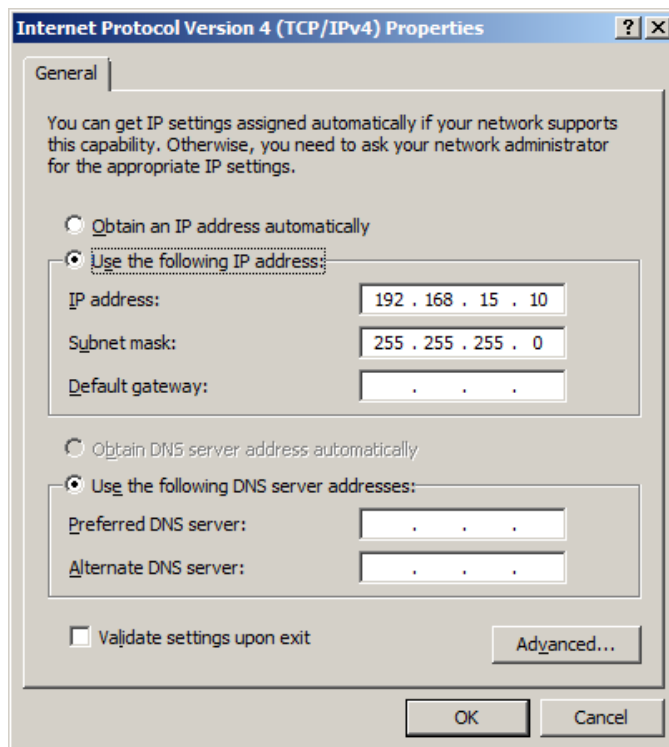 Internet Protocol Version 4 (TCP/IPv4) Properties
General
You can get IP settings assigned automatically if your network supports
this capability. Otherwise, you need to ask your network administrator
for the appropriate IP settings.
Obtain an IP address automatically
Use the following IP address:
IP address: 192 . 168 . 15 . 10
Subnet mask: 255 . 255 . 255 . 0
Default gateway: . . .
Obtain DNS server address automatically
Use the following DNS server addresses:
Preferred DNS server: . . .
Alternate DNS server: . . .
Validate settings upon exit
Advanced...
OK Cancel